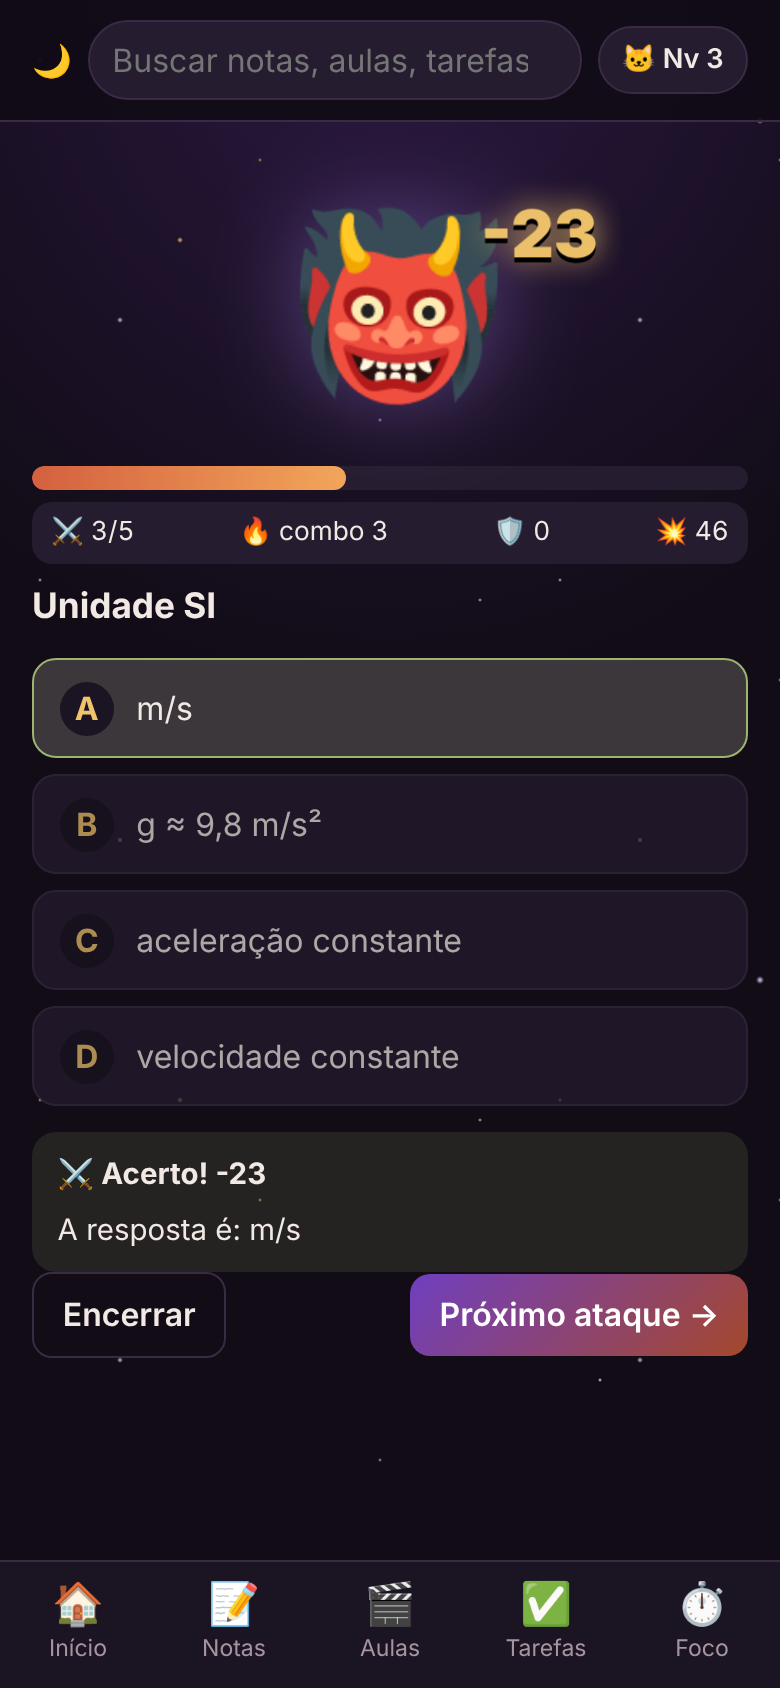 Buscar notas, aulas, tarefas
Nv 3
-23
3/5
combo 3
0
46
Unidade SI
A m/s
B g ≈ 9,8 m/s²
C aceleração constante
D velocidade constante
Acerto! -23
A resposta é: m/s
Encerrar
Próximo ataque →
Início
Notas
Aulas
Tarefas
Foco